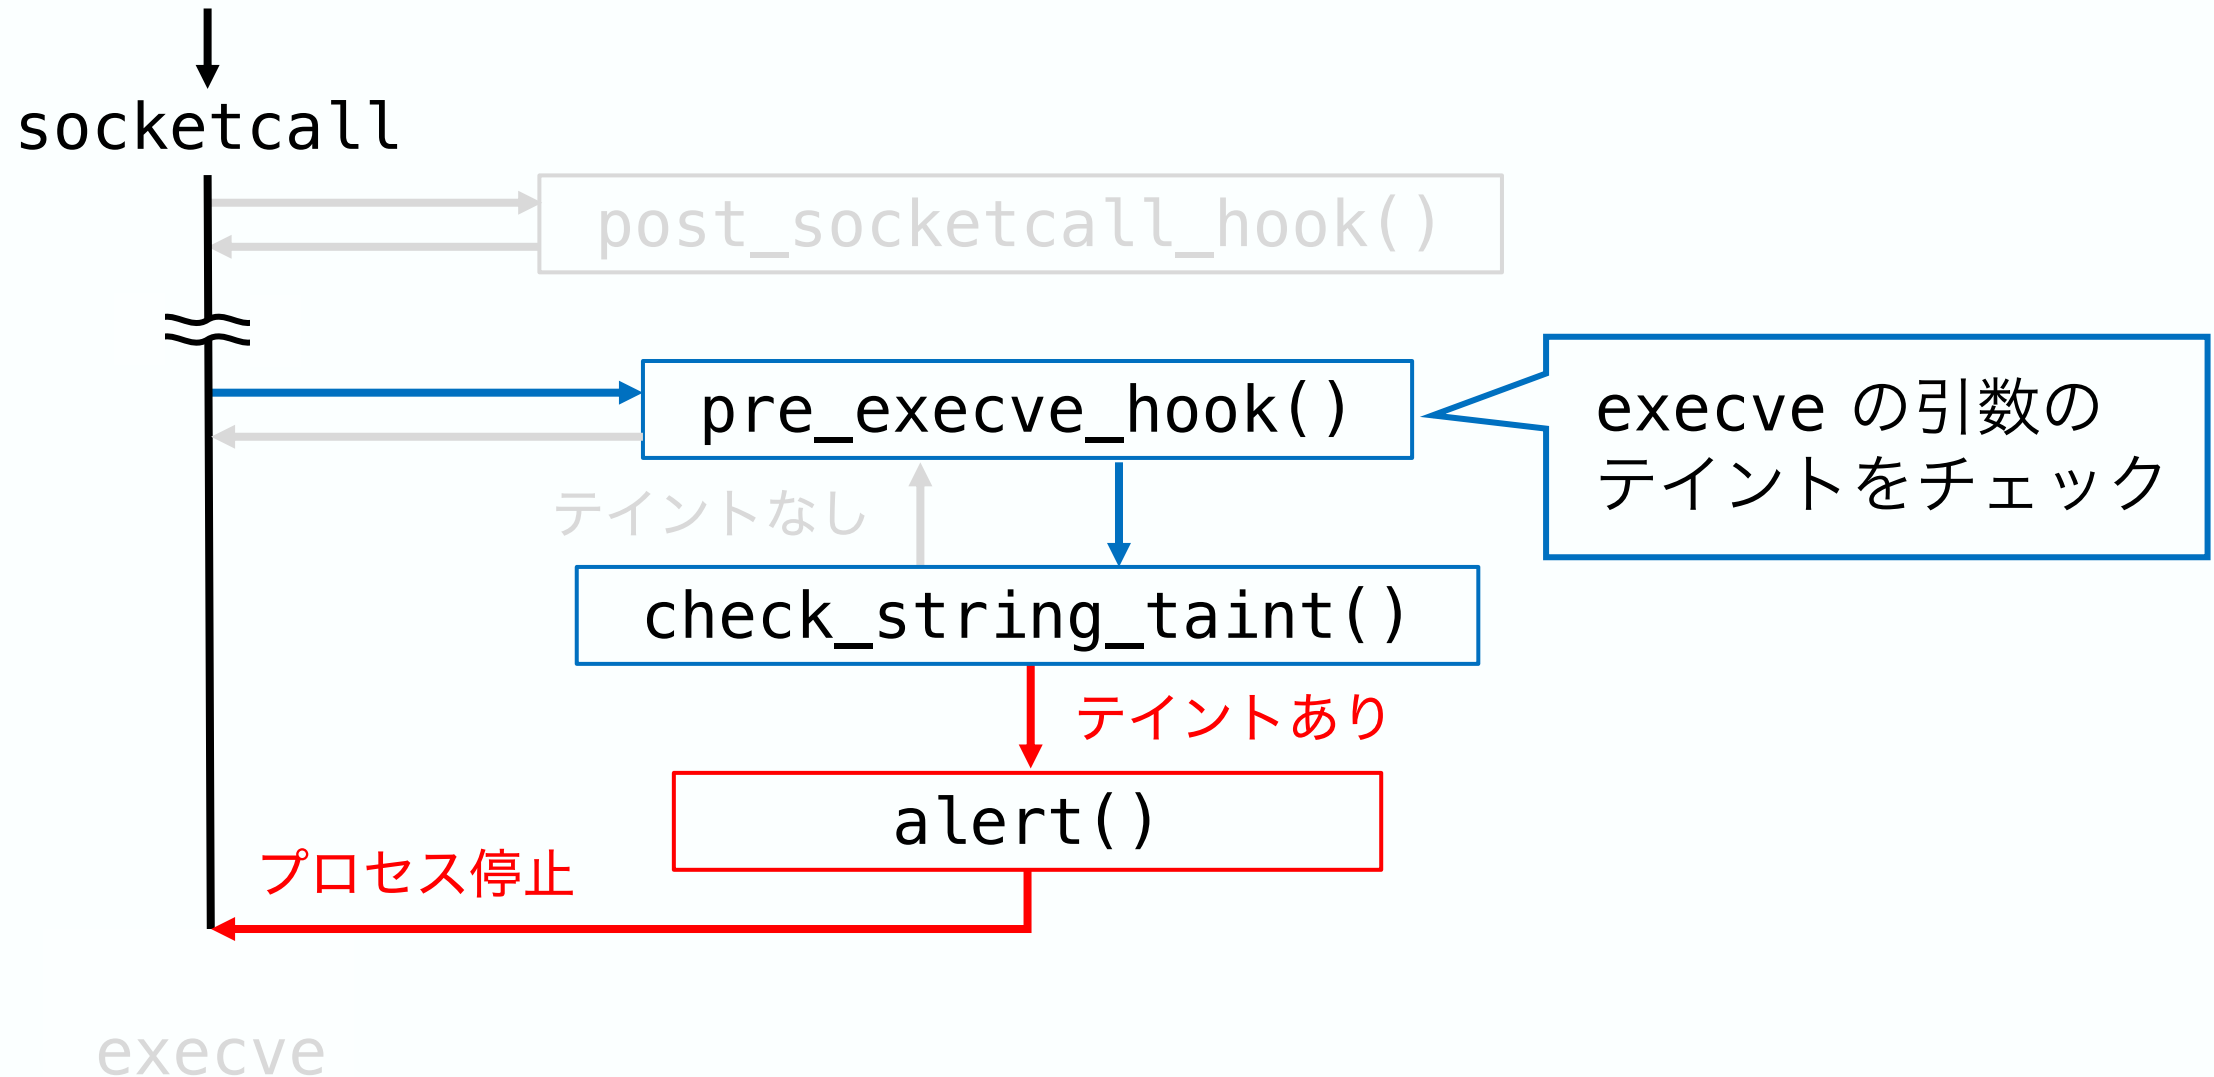 socketcall
post_socketcall_hook()
pre_execve_hook()
execve の引数の
テイントをチェック
テイントなし
check_string_taint()
テイントあり
alert()
プロセス停止
execve